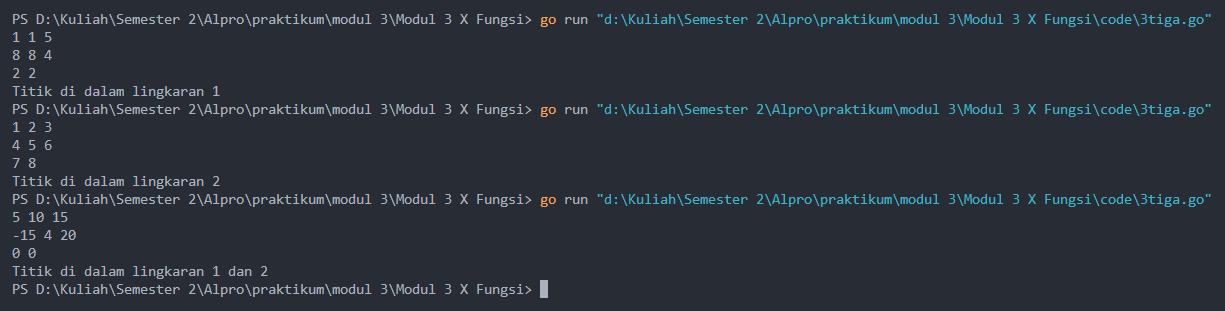 PS D:\Kuliah\Semester 2\Alpro\praktikum\modul 3\Modul 3 X Fungsi> go run "d:\Kuliah\Semester 2\Alpro\praktikum\modul 3\Modul 3 X Fungsi\code\3tiga.go"
1 1 5
8 8 4
2 2
Titik di dalam lingkaran 1
PS D:\Kuliah\Semester 2\Alpro\praktikum\modul 3\Modul 3 X Fungsi> go run "d:\Kuliah\Semester 2\Alpro\praktikum\modul 3\Modul 3 X Fungsi\code\3tiga.go"
1 2 3
4 5 6
7 8
Titik di dalam lingkaran 2
PS D:\Kuliah\Semester 2\Alpro\praktikum\modul 3\Modul 3 X Fungsi> go run "d:\Kuliah\Semester 2\Alpro\praktikum\modul 3\Modul 3 X Fungsi\code\3tiga.go"
5 10 15
-15 4 20
0 0
Titik di dalam lingkaran 1 dan 2
PS D:\Kuliah\Semester 2\Alpro\praktikum\modul 3\Modul 3 X Fungsi>